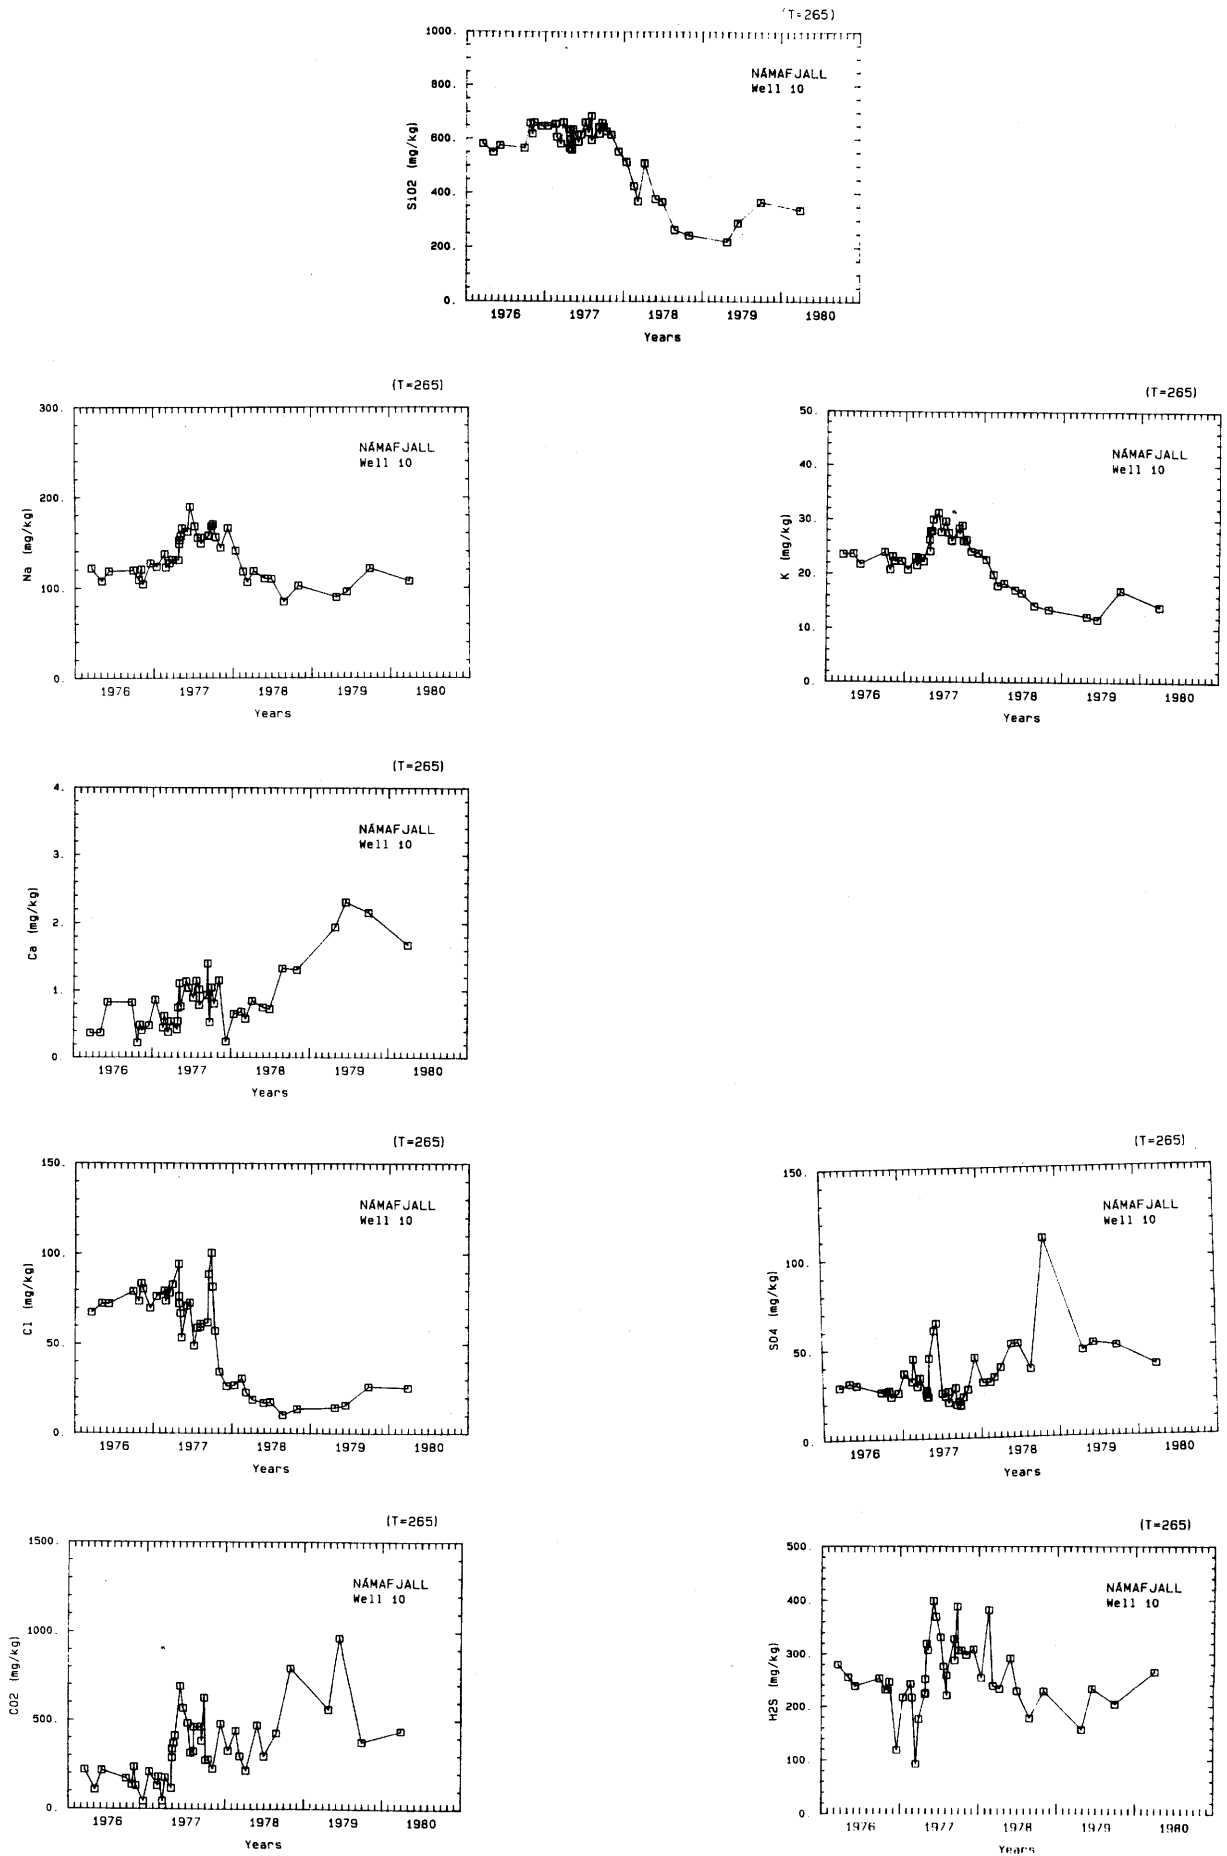 (T=265)
1000.
800.
600.
400.
200.
0.
SiO2 (mg/kg)
NÁMAFJALL
Well 10
1976 1977 1978 1979 1980
Years
(T=265)
300.
200.
100.
0.
Na (mg/kg)
NÁMAFJALL
Well 10
1976 1977 1978 1979 1980
Years
(T=265)
50.
40.
30.
20.
10.
0.
K (mg/kg)
NÁMAFJALL
Well 10
1976 1977 1978 1979 1980
Years
(T=265)
4.
3.
2.
1.
0.
Ca (mg/kg)
NÁMAFJALL
Well 10
1976 1977 1978 1979 1980
Years
(T=265)
150.
100.
50.
0.
Cl (mg/kg)
NÁMAFJALL
Well 10
1976 1977 1978 1979 1980
Years
(T=265)
150.
100.
50.
0.
SO4 (mg/kg)
NÁMAFJALL
Well 10
1976 1977 1978 1979 1980
Years
(T=265)
1500.
1000.
500.
0.
CO2 (mg/kg)
NÁMAFJALL
Well 10
1976 1977 1978 1979 1980
Years
(T=265)
500.
400.
300.
200.
100.
0.
H2S (mg/kg)
NÁMAFJALL
Well 10
1976 1977 1978 1979 1980
Years